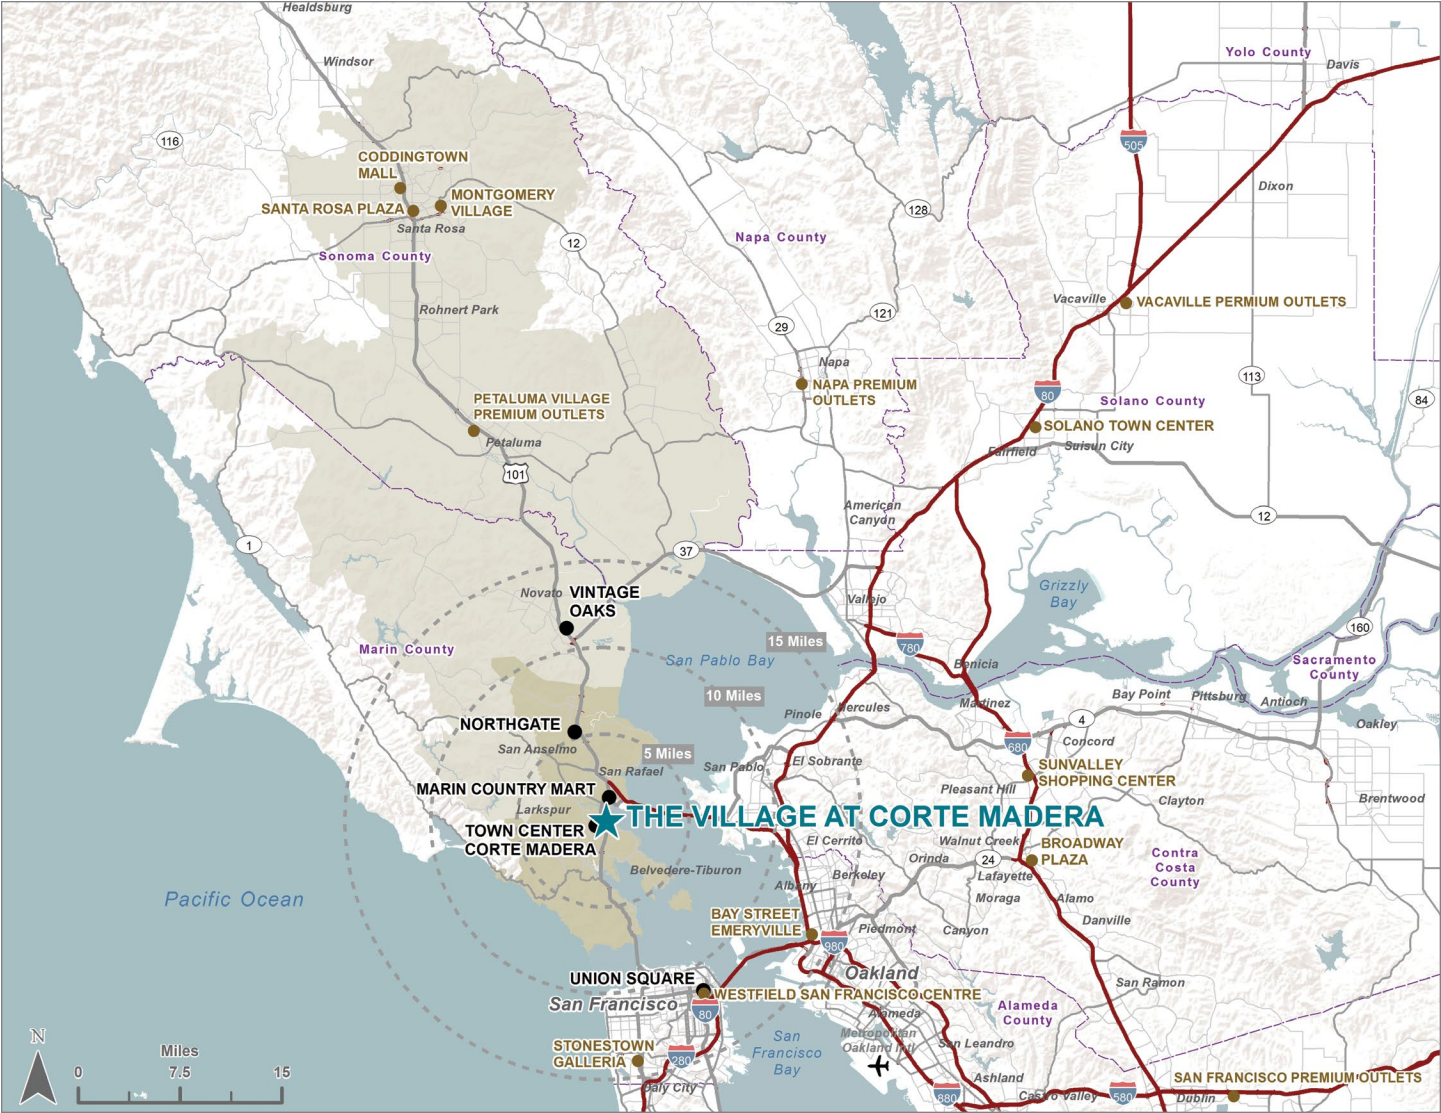 Healdsburg
Windsor
Yolo County
Davis
505
116
CODDINGTOWN
MALL
MONTGOMERY
VILLAGE
SANTA ROSA PLAZA
Santa Rosa
Sonoma County
12
128
Dixon
Napa County
Rohnert Park
29
121
Vacaville
VACAVILLE PERMIUM OUTLETS
Napa
NAPA PREMIUM
OUTLETS
80
113
Solano County
84
PETALUMA VILLAGE
PREMIUM OUTLETS
Petaluma
SOLANO TOWN CENTER
Fairfield
Suisun City
101
American
Canyon
12
1
37
Novato
VINTAGE
OAKS
Vallejo
Grizzly
Bay
160
Marin County
San Pablo Bay
15 Miles
780
Benicia
Sacramento
County
10 Miles
Martinez
Bay Point
Pittsburg
Antioch
Oakley
NORTHGATE
San Anselmo
Pinole
Hercules
4
680
Concord
5 Miles
San Rafael
San Pablo
El Sobrante
SUNVALLEY
SHOPPING CENTER
MARIN COUNTRY MART
Pleasant Hill
Clayton
Brentwood
Larkspur
THE VILLAGE AT CORTE MADERA
TOWN CENTER
CORTE MADERA
El Cerrito
Walnut Creek
BROADWAY
PLAZA
Orinda
24
Contra
Costa
County
Belvedere-Tiburon
Berkeley
Albany
Lafayette
Moraga
Alamo
Pacific Ocean
BAY STREET
EMERYVILLE
Piedmont
Canyon
Danville
980
Oakland
UNION SQUARE
San Francisco
WESTFIELD SAN FRANCISCO CENTRE
San Ramon
80
Alameda
Alameda
County
Metropolitan
Oakland Intl
San
Francisco
Bay
San Leandro
STONESTOWN
GALLERIA
280
Daly City
Ashland
880
Castro Valley
580
Dublin
SAN FRANCISCO PREMIUM OUTLETS
N
Miles
0 7.5 15